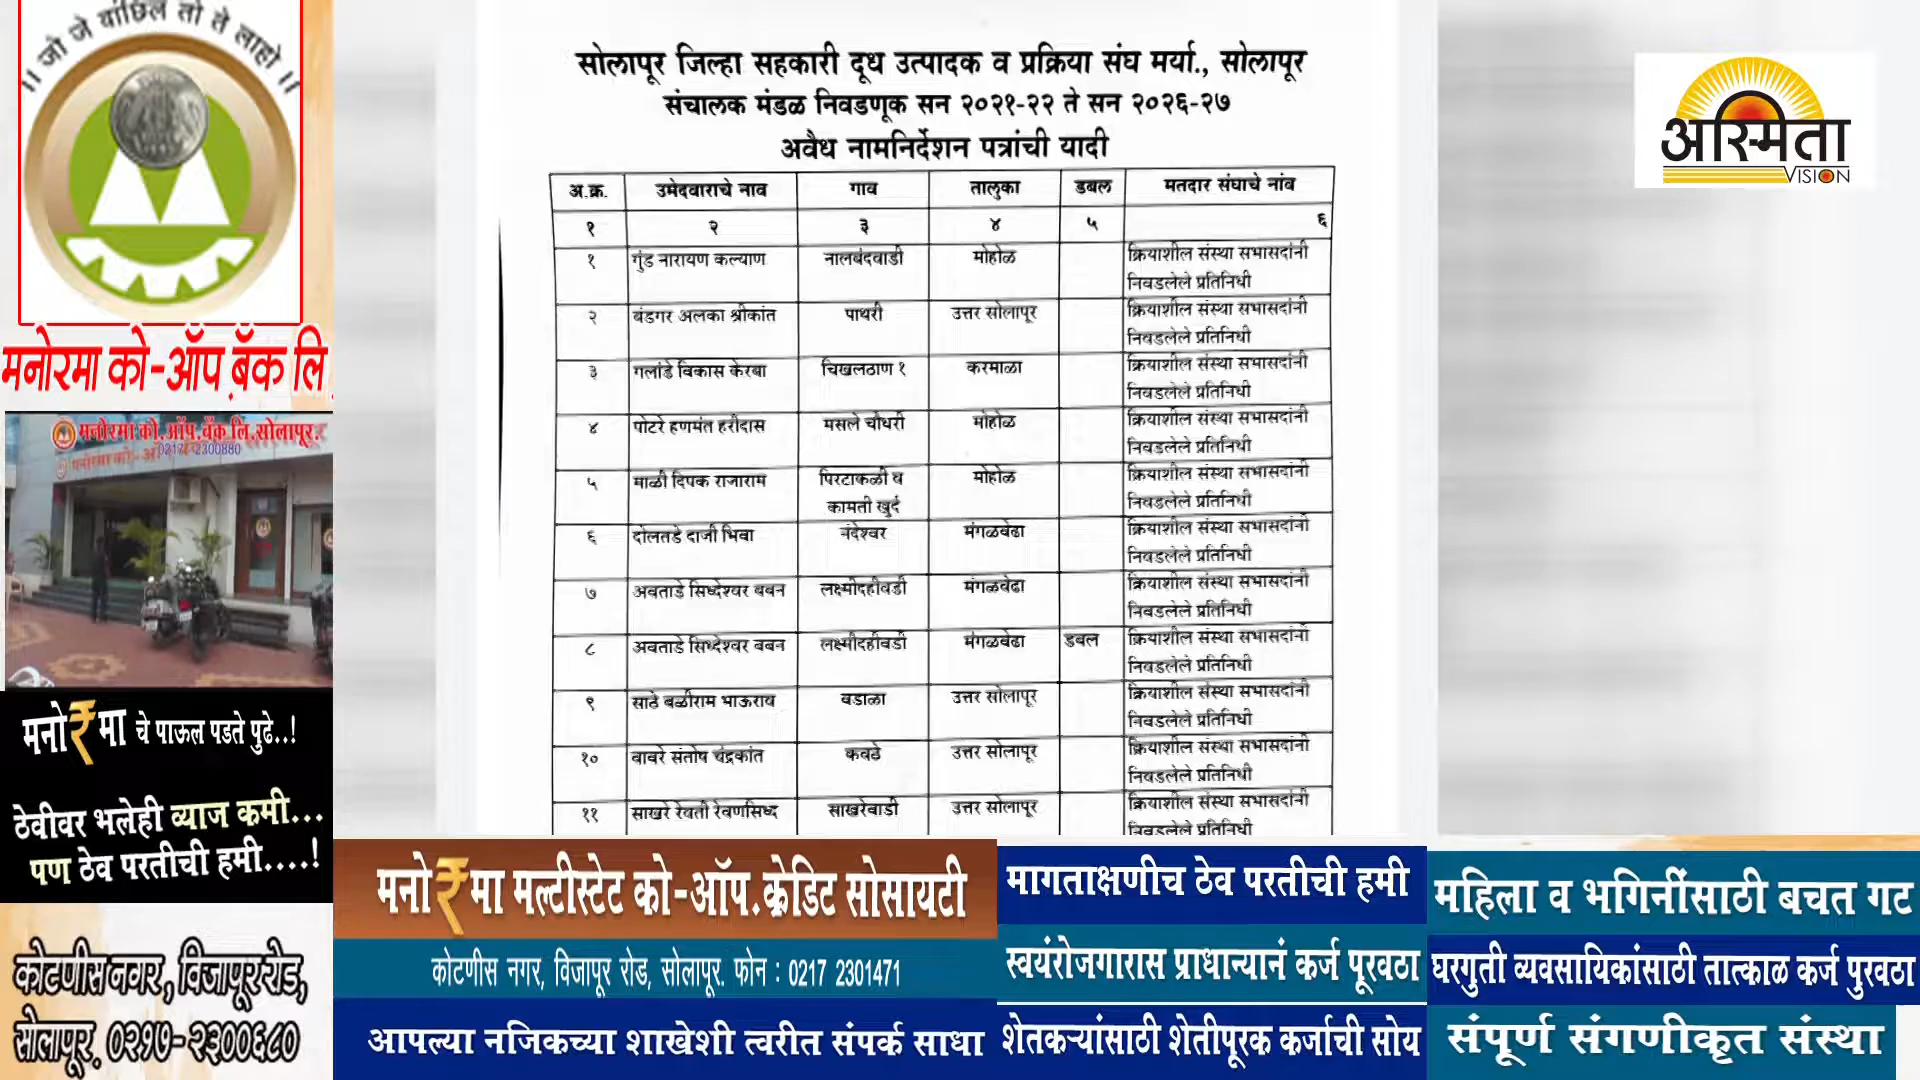 ।। जो जे वांछिल तो ते लाहो ।।
मनोरमा को-ऑप बँक लि.
मनोरमा को.ऑप.बँक लि.सोलापूर.
मनो₹मा चे पाऊल पडते पुढे..!
ठेवीवर भलेही व्याज कमी...
पण ठेव परतीची हमी....!
कोटणीस नगर, विजापूर रोड,
सोलापूर. ०२१७-२३००६८०
सोलापूर जिल्हा सहकारी दूध उत्पादक व प्रक्रिया संघ मर्या., सोलापूर
संचालक मंडळ निवडणूक सन २०२१-२२ ते सन २०२६-२७
अवैध नामनिर्देशन पत्रांची यादी
अ.क्र. उमेदवाराचे नाव गाव तालुका डबल मतदार संघाचे नांव
१ २ ३ ४ ५ ६
१ गुंड नारायण कल्याण नालबंदवाडी मोहोळ क्रियाशील संस्था सभासदांनी
निवडलेले प्रतिनिधी
२ बंडगर अलका श्रीकांत पाथरी उत्तर सोलापूर क्रियाशील संस्था सभासदांनी
निवडलेले प्रतिनिधी
३ गलांडे विकास केरबा चिखलठाण १ करमाळा क्रियाशील संस्था सभासदांनी
निवडलेले प्रतिनिधी
४ पोटरे हणमंत हरीदास मसले चौधरी मोहोळ क्रियाशील संस्था सभासदांनी
निवडलेले प्रतिनिधी
५ माळी दिपक राजाराम पिरटाकळी व मोहोळ क्रियाशील संस्था सभासदांनी
कामती खुर्द निवडलेले प्रतिनिधी
६ दोलतडे दाजी भिवा नंदेश्वर मंगळवेढा क्रियाशील संस्था सभासदांनी
निवडलेले प्रतिनिधी
७ अवताडे सिध्देश्वर बबन लक्ष्मीदहीवडी मंगळवेढा क्रियाशील संस्था सभासदांनी
निवडलेले प्रतिनिधी
८ अवताडे सिध्देश्वर बबन लक्ष्मीदहीवडी मंगळवेढा डबल क्रियाशील संस्था सभासदांनी
निवडलेले प्रतिनिधी
९ साठे बळीराम भाऊराव वडाळा उत्तर सोलापूर क्रियाशील संस्था सभासदांनी
निवडलेले प्रतिनिधी
१० वावरे संतोष चंद्रकांत कवठे उत्तर सोलापूर क्रियाशील संस्था सभासदांनी
निवडलेले प्रतिनिधी
११ साखरे रेवती रेवणसिध्द साखरेवाडी उत्तर सोलापूर क्रियाशील संस्था सभासदांनी
निवडलेले प्रतिनिधी
अस्मिता
VISION
मनो₹मा मल्टीस्टेट को-ऑप.क्रेडिट सोसायटी
कोटणीस नगर, विजापूर रोड, सोलापूर. फोन : 0217 2301471
आपल्या नजिकच्या शाखेशी त्वरीत संपर्क साधा
मागताक्षणीच ठेव परतीची हमी
स्वयंरोजगारास प्राधान्यानं कर्ज पूरवठा
शेतकऱ्यांसाठी शेतीपूरक कर्जाची सोय
महिला व भगिनींसाठी बचत गट
घरगुती व्यवसायिकांसाठी तात्काळ कर्ज पुरवठा
संपूर्ण संगणीकृत संस्था